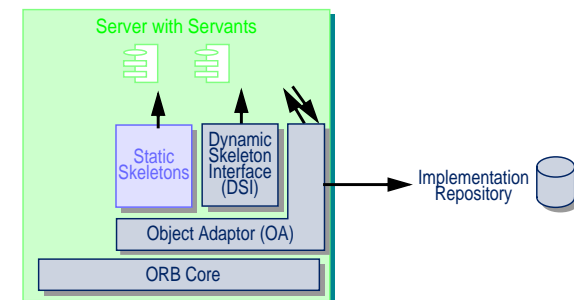 Server with Servants
Static
Skeletons
Dynamic
Skeleton
Interface
(DSI)
Implementation
Repository
Object Adaptor (OA)
ORB Core